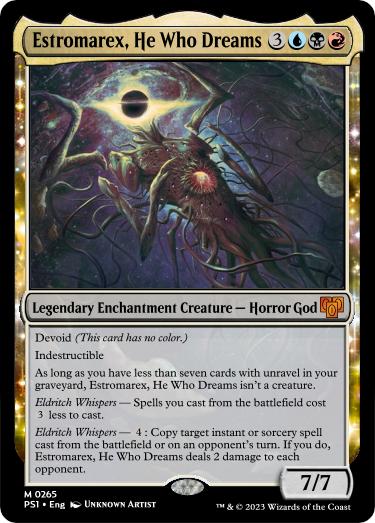 Estromarex, He Who Dreams 3
Legendary Enchantment Creature — Horror God
Devoid (This card has no color.)
Indestructible
As long as you have less than seven cards with unravel in your
graveyard, Estromarex, He Who Dreams isn't a creature.
Eldritch Whispers — Spells you cast from the battlefield cost
3 less to cast.
Eldritch Whispers — 4 : Copy target instant or sorcery spell
cast from the battlefield or on an opponent's turn. If you do,
Estromarex, He Who Dreams deals 2 damage to each
opponent.
7/7
M 0265
PS1 • Eng Unknown Artist
™ & © 2023 Wizards of the Coast